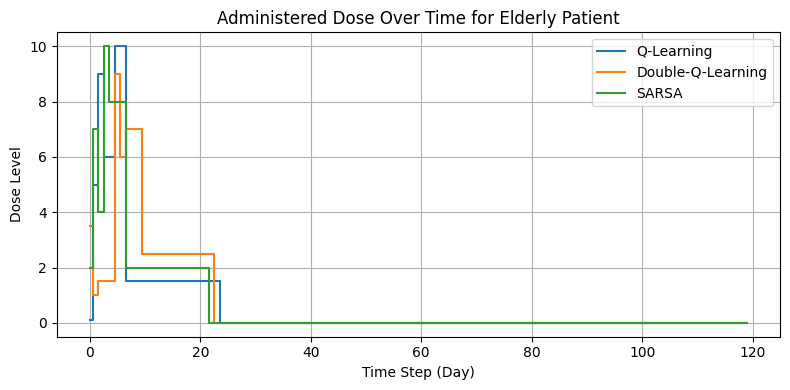 Administered Dose Over Time for Elderly Patient
Q-Learning
Double-Q-Learning
SARSA
Dose Level
10
8
6
4
2
0
0 20 40 60 80 100 120
Time Step (Day)